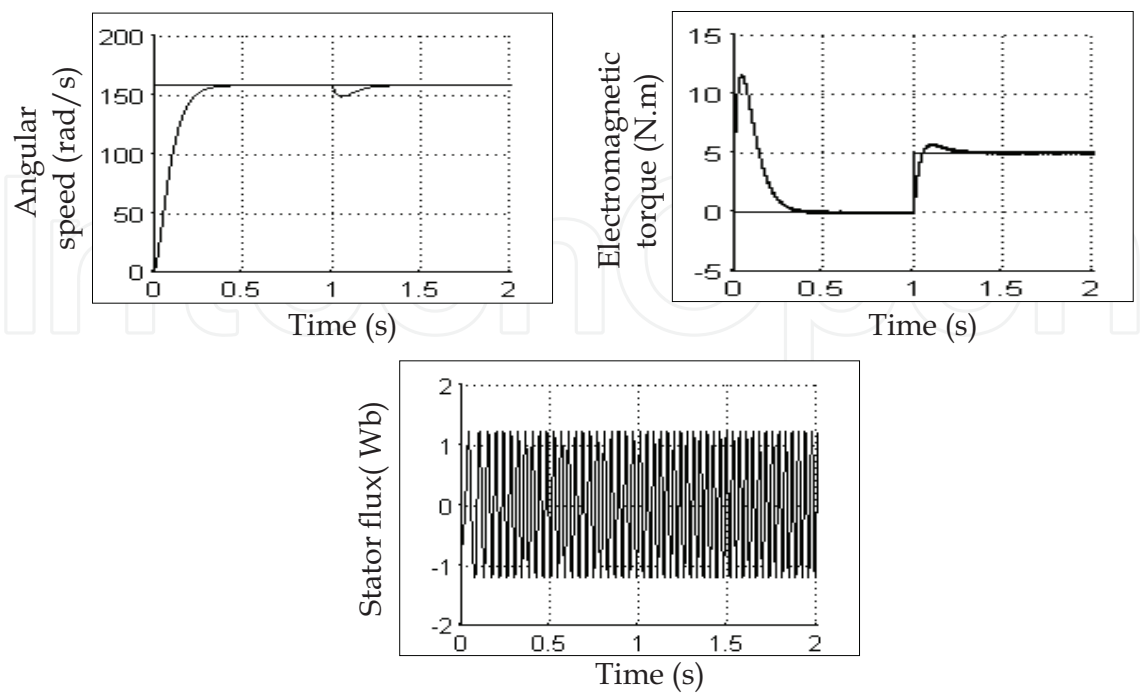 Angular
speed (rad/s)
200
150
100
50
0
0 0.5 1 1.5 2
Time (s)
Electromagnetic
torque (N.m)
15
10
5
0
-5
0 0.5 1 1.5 2
Time (s)
Stator flux( Wb)
2
1
0
-1
-2
0 0.5 1 1.5 2
Time (s)
IntechOpen